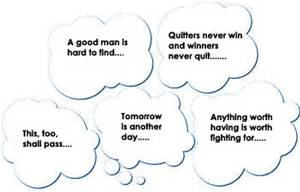 A good man is
hard to find....
Quitters never win
and winners
never quit.......
This, too,
shall pass....
Tomorrow
is another
day.....
Anything worth
having is worth
fighting for.....